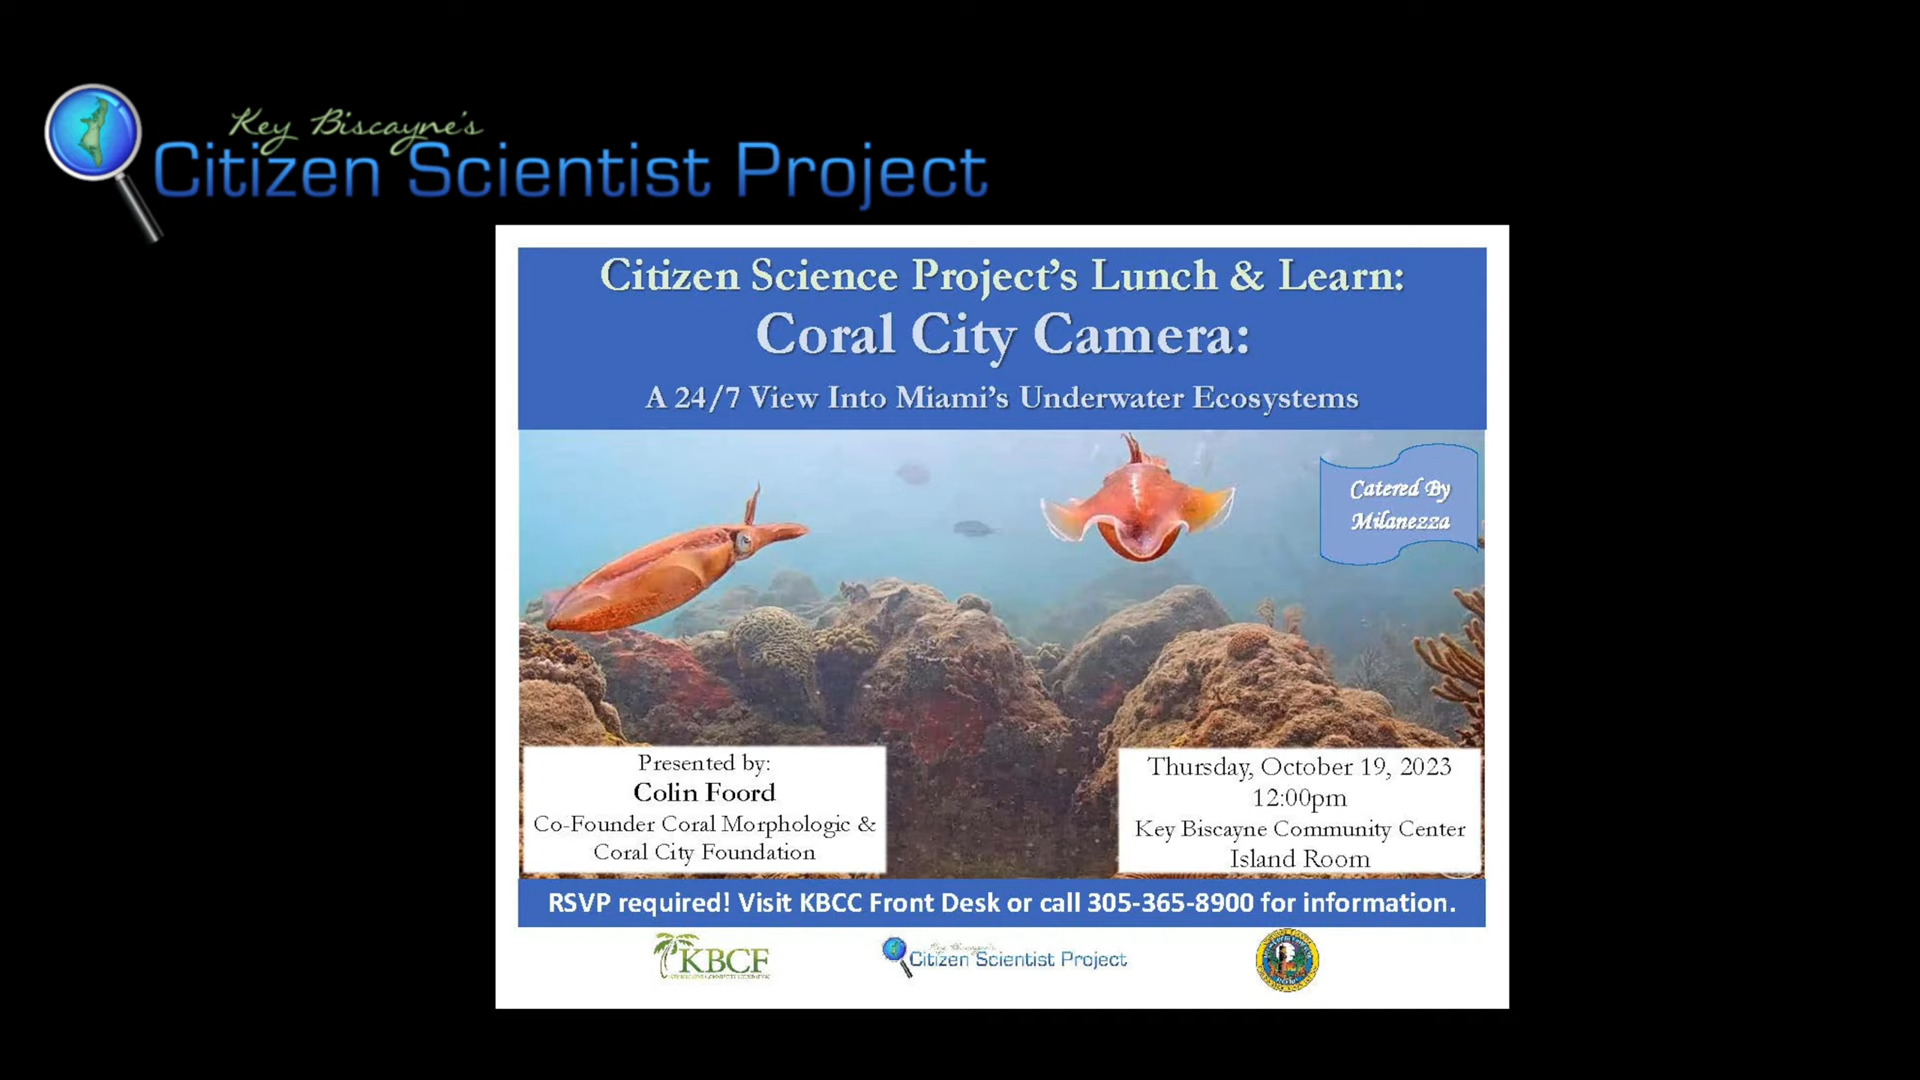 Key Biscayne's
Citizen Scientist Project
Citizen Science Project's Lunch & Learn:
Coral City Camera:
A 24/7 View Into Miami's Underwater Ecosystems
Catered By
Milanezza
Presented by:
Colin Foord
Co-Founder Coral Morphologic &
Coral City Foundation
Thursday, October 19, 2023
12:00pm
Key Biscayne Community Center
Island Room
RSVP required! Visit KBCC Front Desk or call 305-365-8900 for information.
KBCF
Key Biscayne's
Citizen Scientist Project